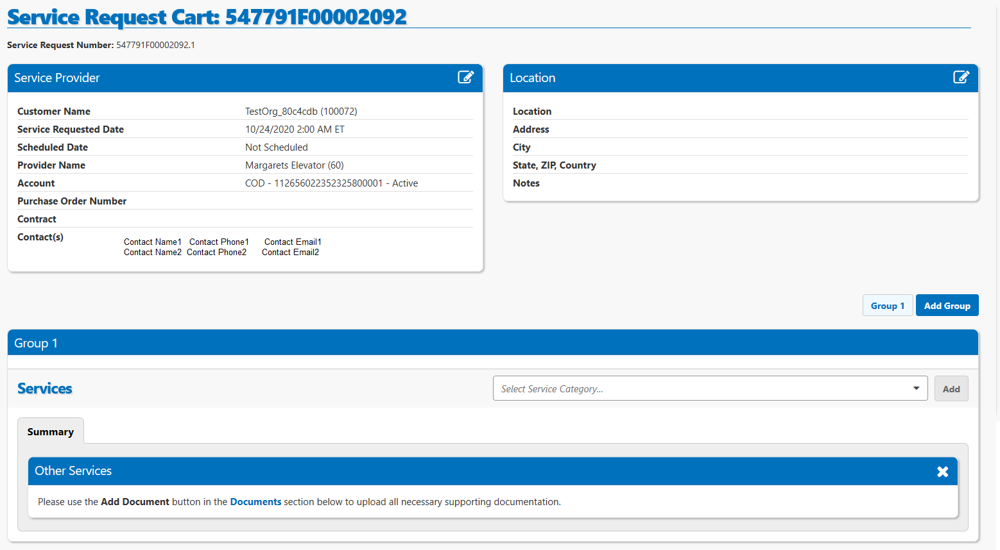 Service Request Cart: 547791F00002092
Service Request Number: 547791F00002092.1
Service Provider
Customer Name TestOrg_80c4cdb (100072)
Service Requested Date 10/24/2020 2:00 AM ET
Scheduled Date Not Scheduled
Provider Name Margarets Elevator (60)
Account COD - 112656022352325800001 - Active
Purchase Order Number
Contract
Contact(s)
Contact Name1 Contact Phone1 Contact Email1
Contact Name2 Contact Phone2 Contact Email2
Location
Location
Address
City
State, ZIP, Country
Notes
Group 1 Add Group
Group 1
Services Select Service Category... Add
Summary
Other Services
Please use the Add Document button in the Documents section below to upload all necessary supporting documentation.